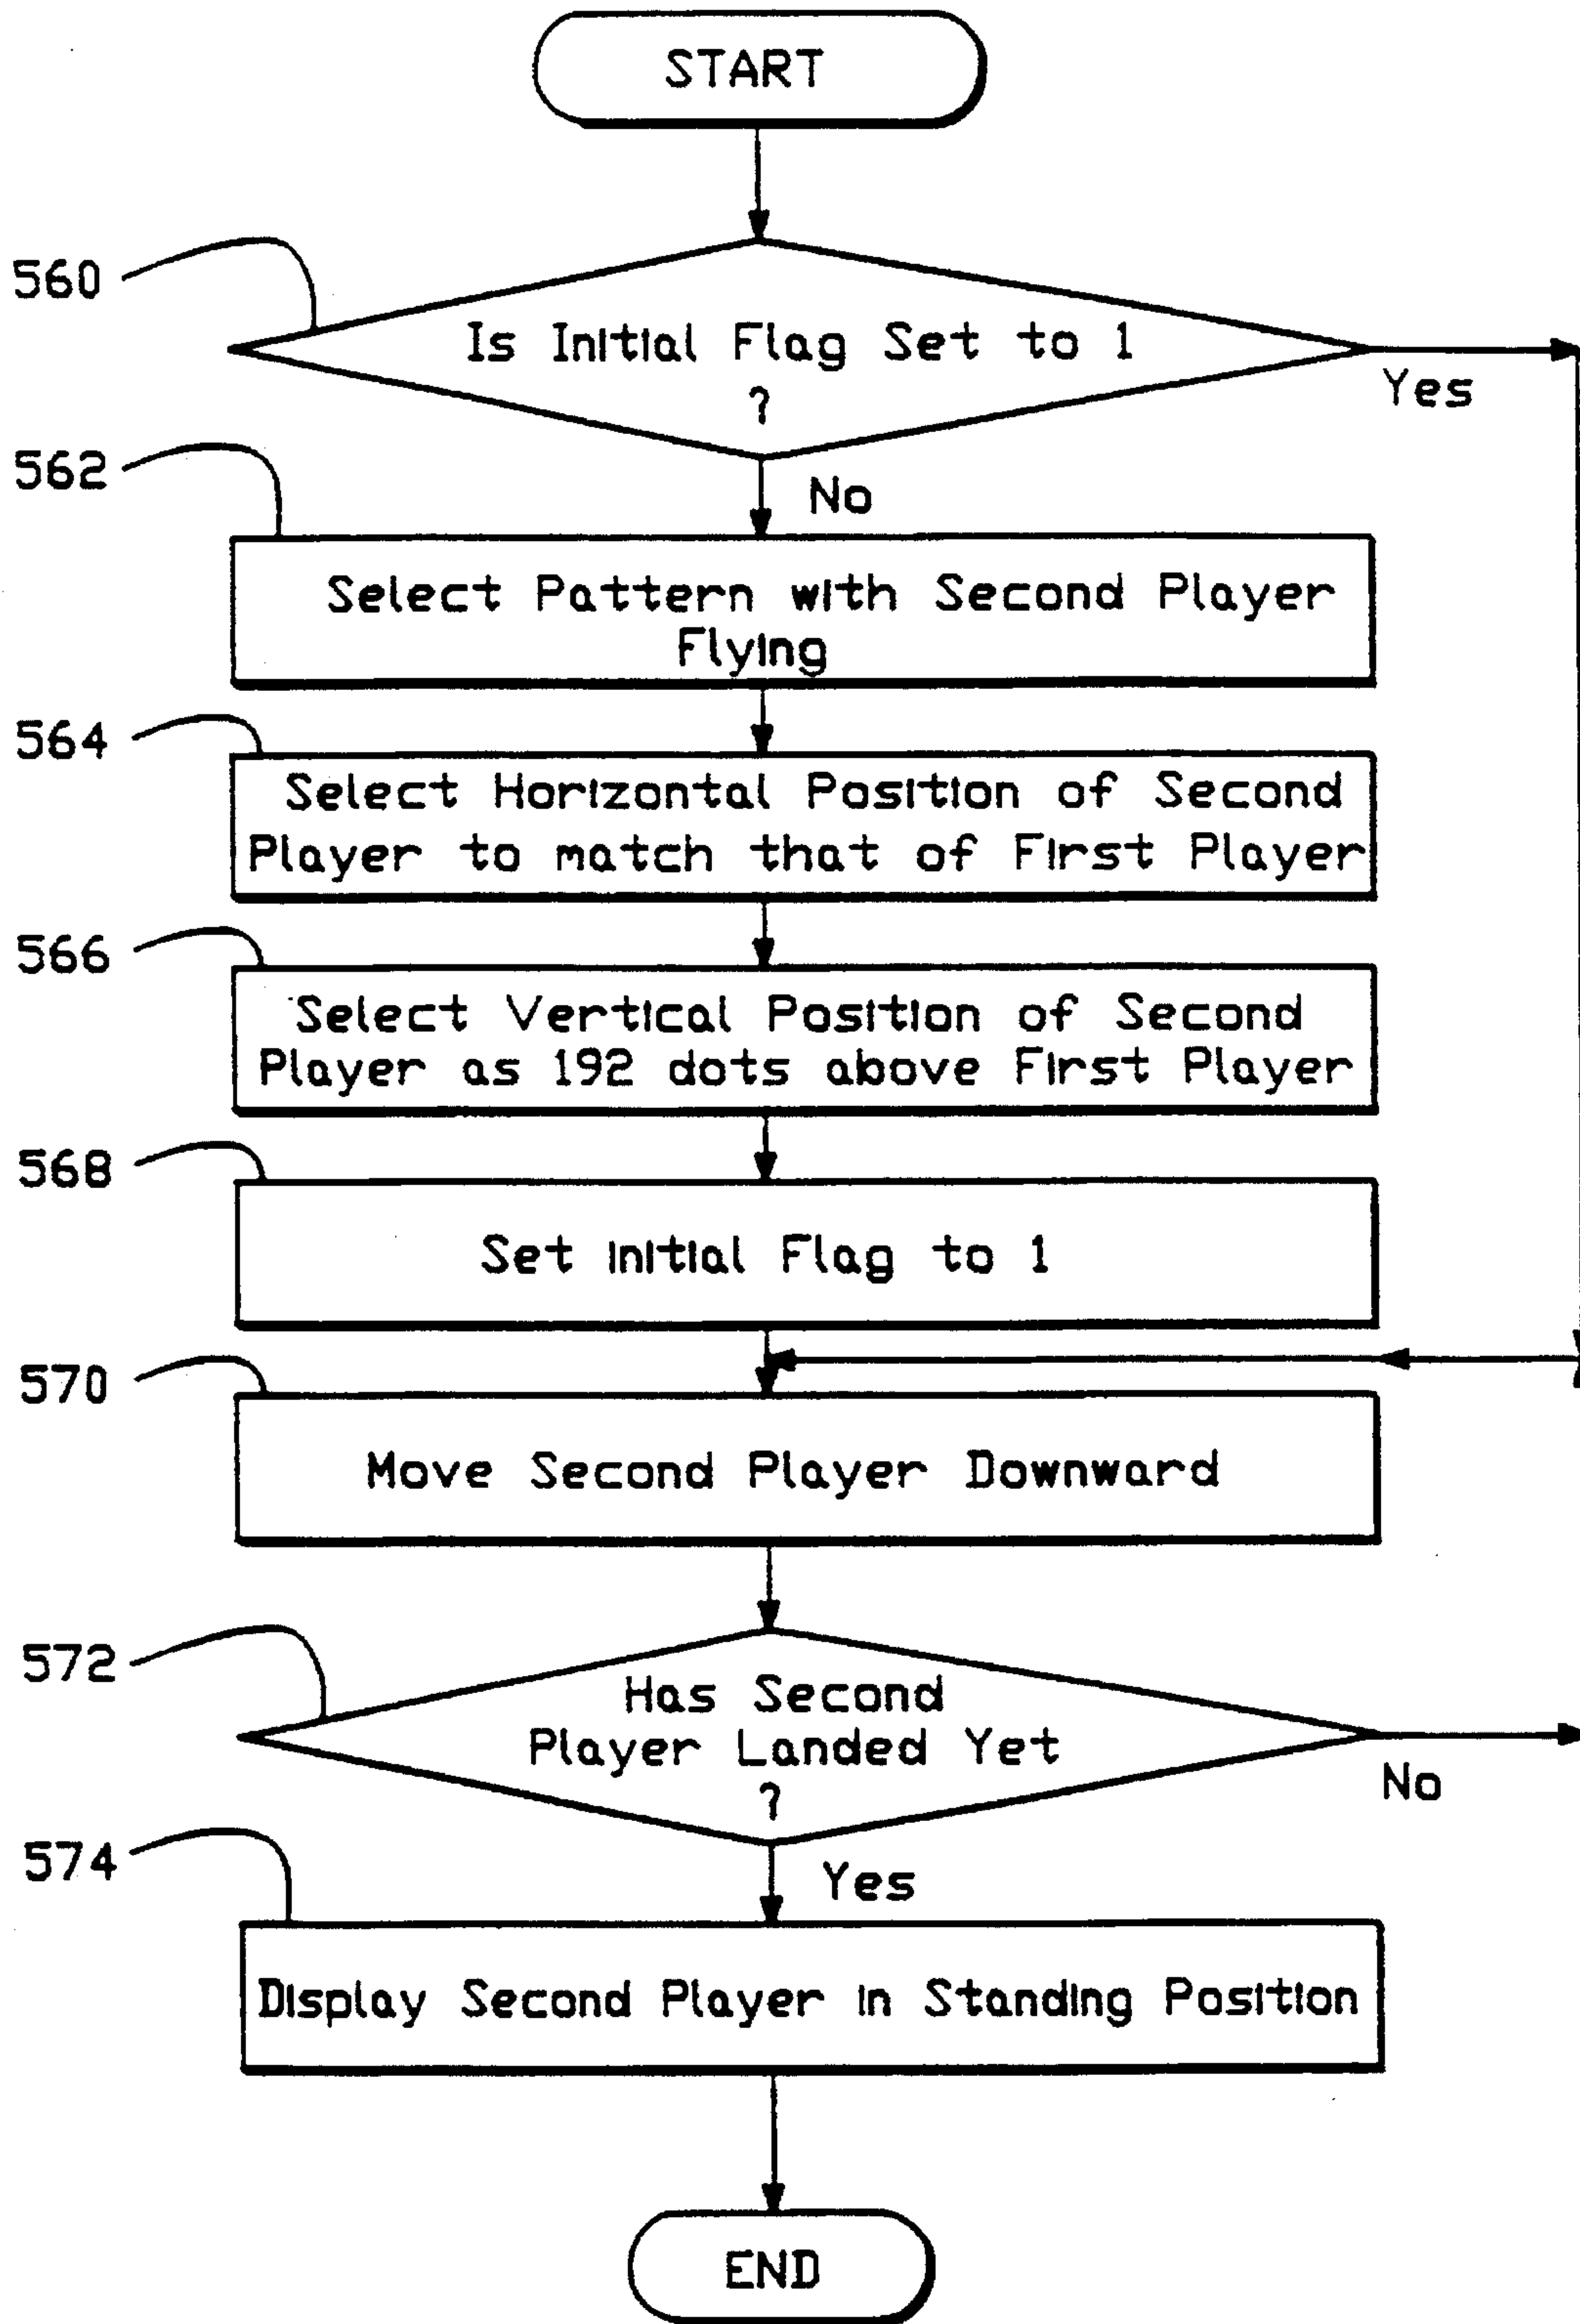 START
560
Is Initial Flag Set to 1
?
Yes
562
No
Select Pattern with Second Player
Flying
564
Select Horizontal Position of Second
Player to match that of First Player
566
Select Vertical Position of Second
Player as 192 dots above First Player
568
Set initial Flag to 1
570
Move Second Player Downward
572
Has Second
Player Landed Yet
?
No
574
Yes
Display Second Player in Standing Position
END